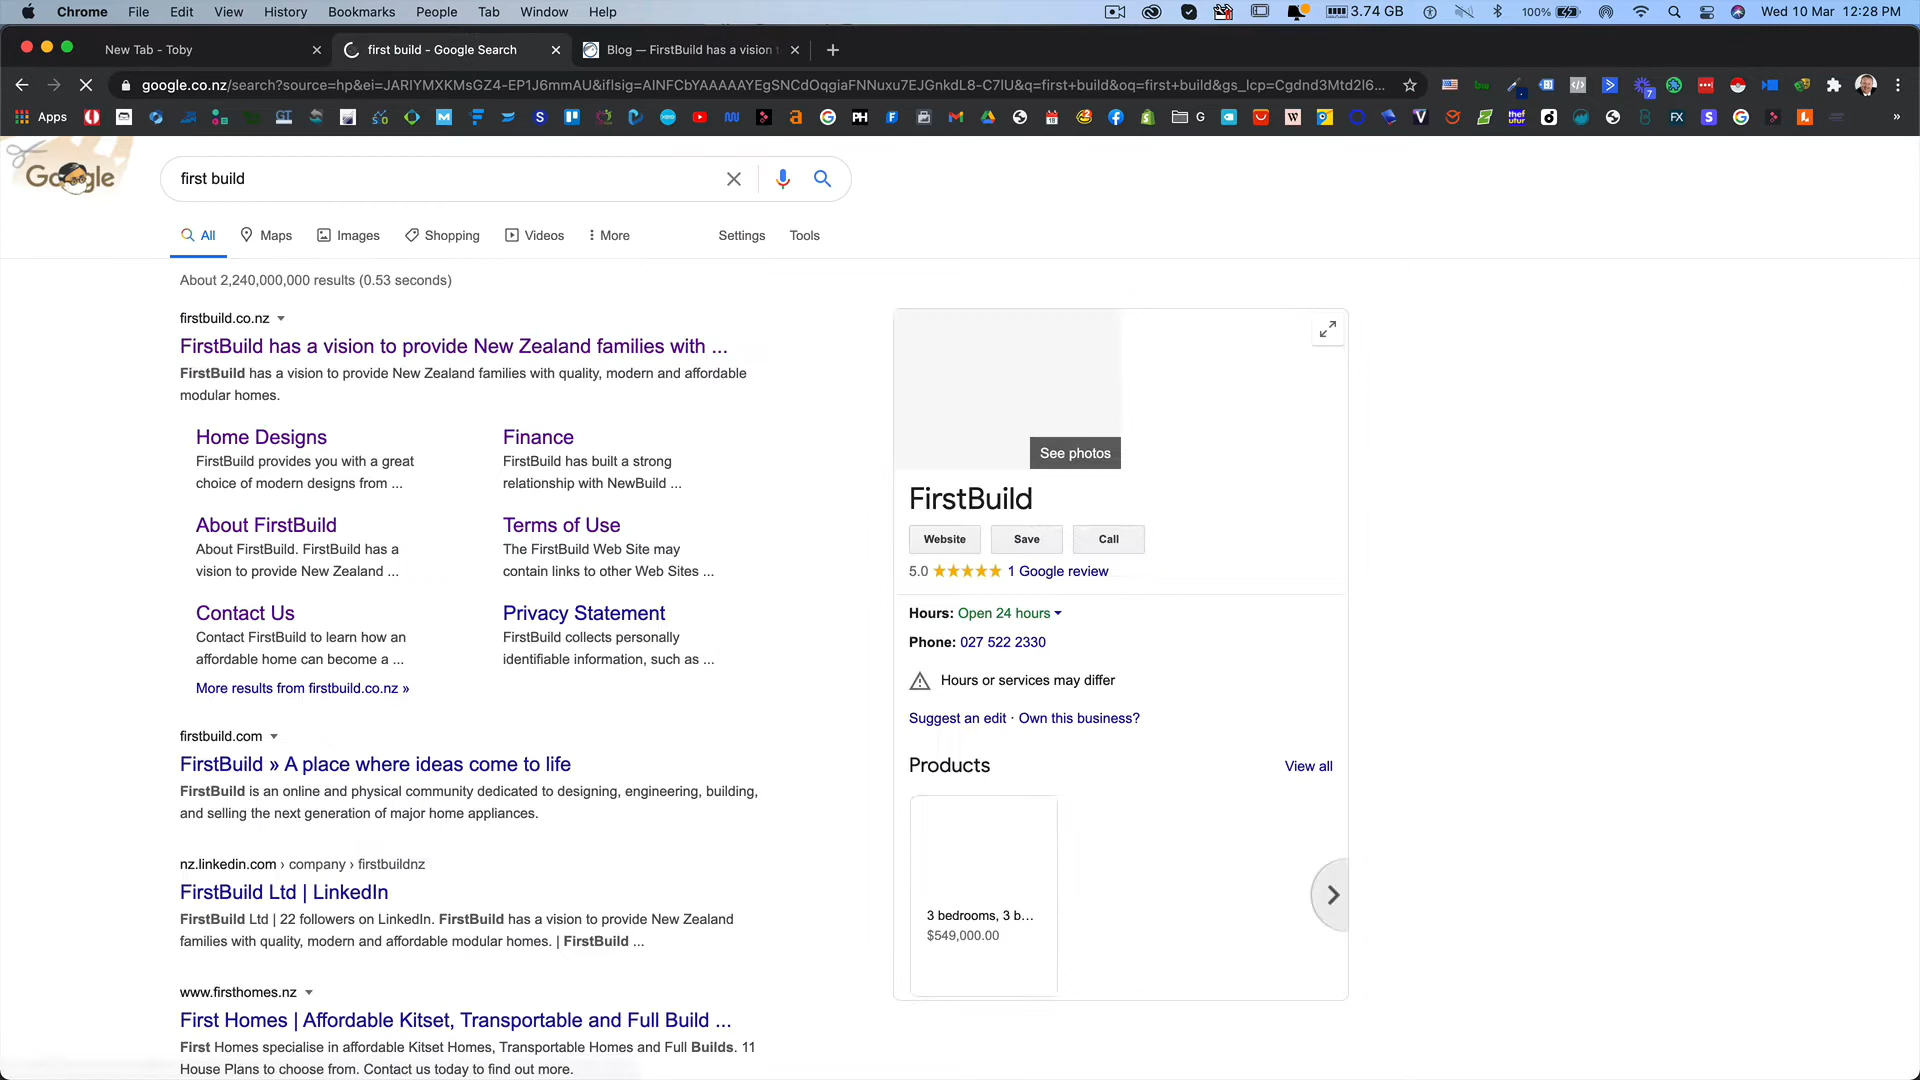 Chrome File Edit View History Bookmarks People Tab Window Help 3.74 GB 100% Wed 10 Mar 12:28 PM
New Tab - Toby
first build - Google Search
Blog — FirstBuild has a vision
google.co.nz/search?source=hp&ei=JARIYMXKMsGZ4-EP1J6mmAU&iflsig=AINFCbYAAAAAYEgSNCdOqgiaFNNuxu7EJGnkdL8-C7lU&q=first+build&oq=first+build&gs_lcp=Cgdnd3Mtd2l6...
Apps
G
Google
first build
All Maps Images Shopping Videos More Settings Tools
About 2,240,000,000 results (0.53 seconds)
firstbuild.co.nz
FirstBuild has a vision to provide New Zealand families with ...
FirstBuild has a vision to provide New Zealand families with quality, modern and affordable
modular homes.
Home Designs
FirstBuild provides you with a great
choice of modern designs from ...
Finance
FirstBuild has built a strong
relationship with NewBuild ...
About FirstBuild
About FirstBuild. FirstBuild has a
vision to provide New Zealand ...
Terms of Use
The FirstBuild Web Site may
contain links to other Web Sites ...
Contact Us
Contact FirstBuild to learn how an
affordable home can become a ...
Privacy Statement
FirstBuild collects personally
identifiable information, such as ...
More results from firstbuild.co.nz »
firstbuild.com
FirstBuild » A place where ideas come to life
FirstBuild is an online and physical community dedicated to designing, engineering, building,
and selling the next generation of major home appliances.
nz.linkedin.com › company › firstbuildnz
FirstBuild Ltd | LinkedIn
FirstBuild Ltd | 22 followers on LinkedIn. FirstBuild has a vision to provide New Zealand
families with quality, modern and affordable modular homes. | FirstBuild ...
www.firsthomes.nz
First Homes | Affordable Kitset, Transportable and Full Build ...
First Homes specialise in affordable Kitset Homes, Transportable Homes and Full Builds. 11
House Plans to choose from. Contact us today to find out more.
See photos
FirstBuild
Website Save Call
5.0 1 Google review
Hours: Open 24 hours
Phone: 027 522 2330
Hours or services may differ
Suggest an edit · Own this business?
Products View all
3 bedrooms, 3 b...
$549,000.00